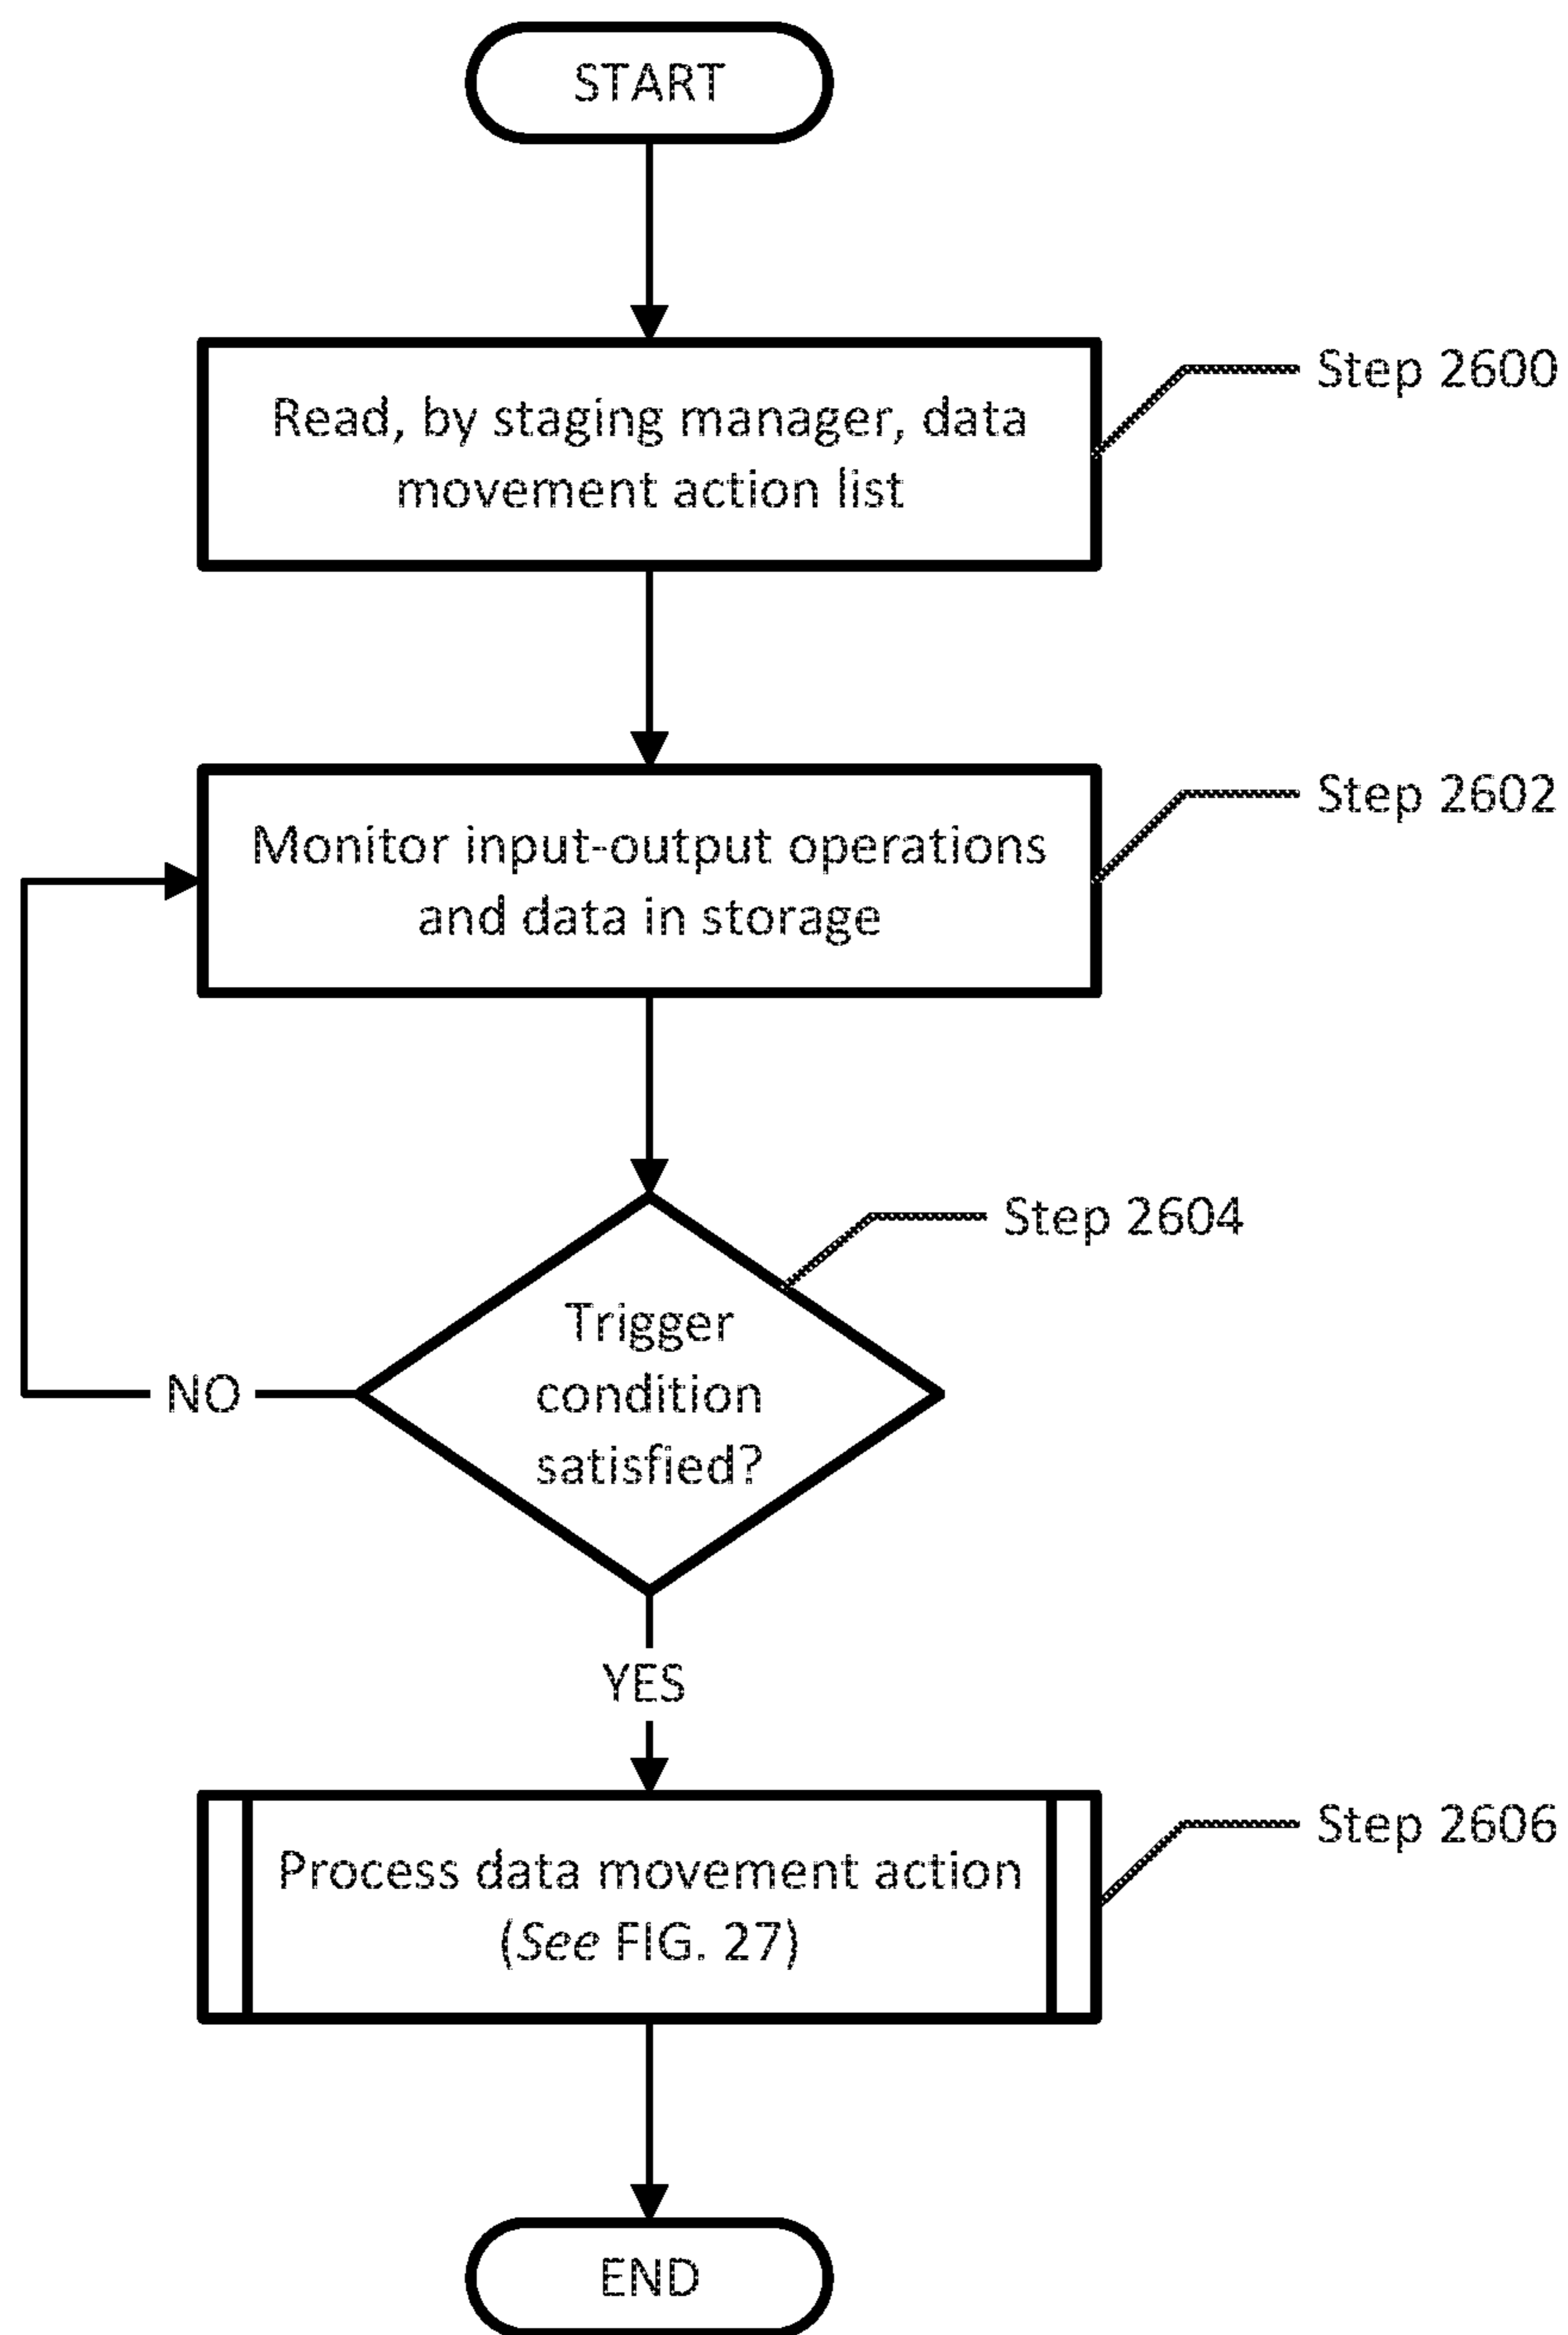 START
Step 2600
Read, by staging manager, data
movement action list
Step 2602
Monitor input-output operations
and data in storage
Step 2604
Trigger
condition
satisfied?
NO
YES
Step 2606
Process data movement action
(See FIG. 27)
END